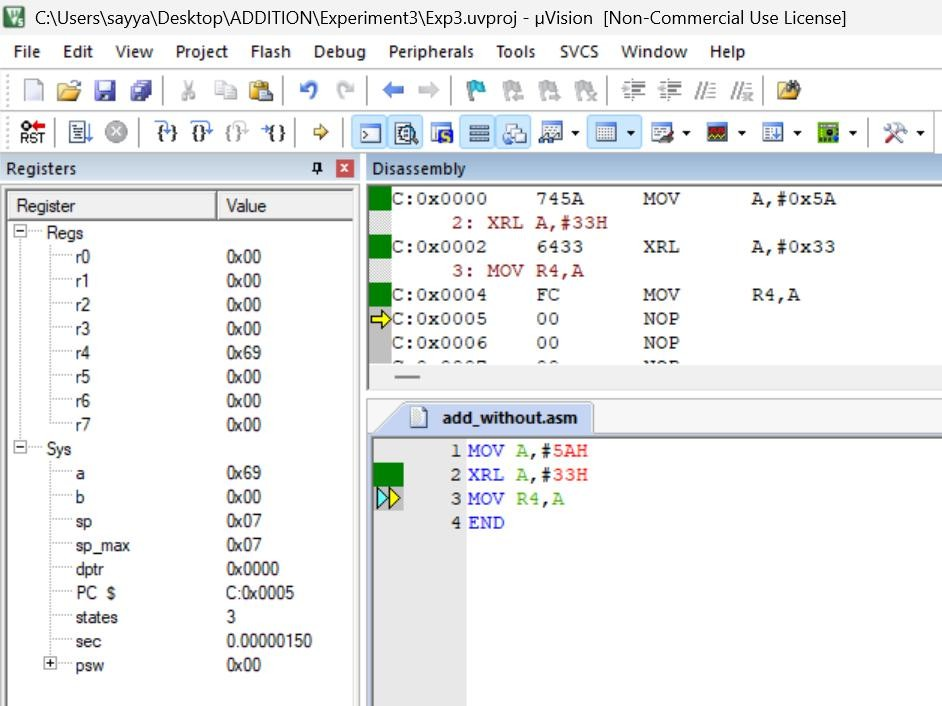 C:\Users\sayya\Desktop\ADDITION\Experiment3\Exp3.uvproj - µVision [Non-Commercial Use License]
File Edit View Project Flash Debug Peripherals Tools SVCS Window Help
RST
Registers
Register Value
Regs
r0 0x00
r1 0x00
r2 0x00
r3 0x00
r4 0x69
r5 0x00
r6 0x00
r7 0x00
Sys
a 0x69
b 0x00
sp 0x07
sp_max 0x07
dptr 0x0000
PC $ C:0x0005
states 3
sec 0.00000150
psw 0x00
Disassembly
C:0x0000 745A MOV A,#0x5A
2: XRL A,#33H
C:0x0002 6433 XRL A,#0x33
3: MOV R4,A
C:0x0004 FC MOV R4,A
C:0x0005 00 NOP
C:0x0006 00 NOP
add_without.asm
1 MOV A,#5AH
2 XRL A,#33H
3 MOV R4,A
4 END